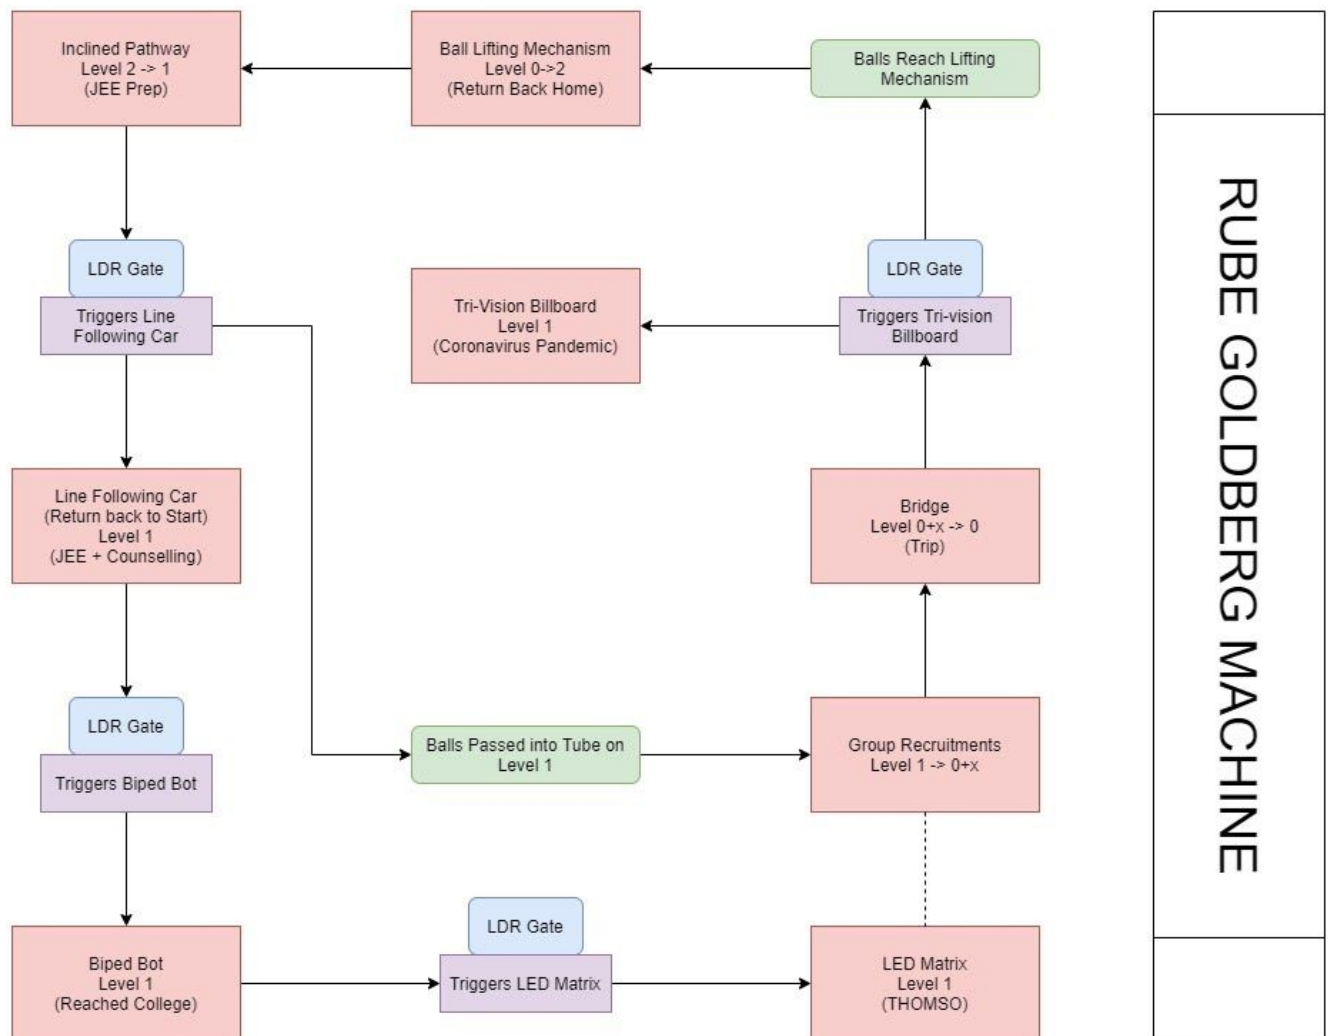 Inclined Pathway
Level 2 -> 1
(JEE Prep)
Ball Lifting Mechanism
Level 0->2
(Return Back Home)
Balls Reach Lifting
Mechanism
LDR Gate
Triggers Line
Following Car
Tri-Vision Billboard
Level 1
(Coronavirus Pandemic)
LDR Gate
Triggers Tri-vision
Billboard
Line Following Car
(Return back to Start)
Level 1
(JEE + Counselling)
Bridge
Level 0+x -> 0
(Trip)
LDR Gate
Triggers Biped Bot
Balls Passed into Tube on
Level 1
Group Recruitments
Level 1 -> 0+x
Biped Bot
Level 1
(Reached College)
LDR Gate
Triggers LED Matrix
LED Matrix
Level 1
(THOMSO)
RUBE GOLDBERG MACHINE